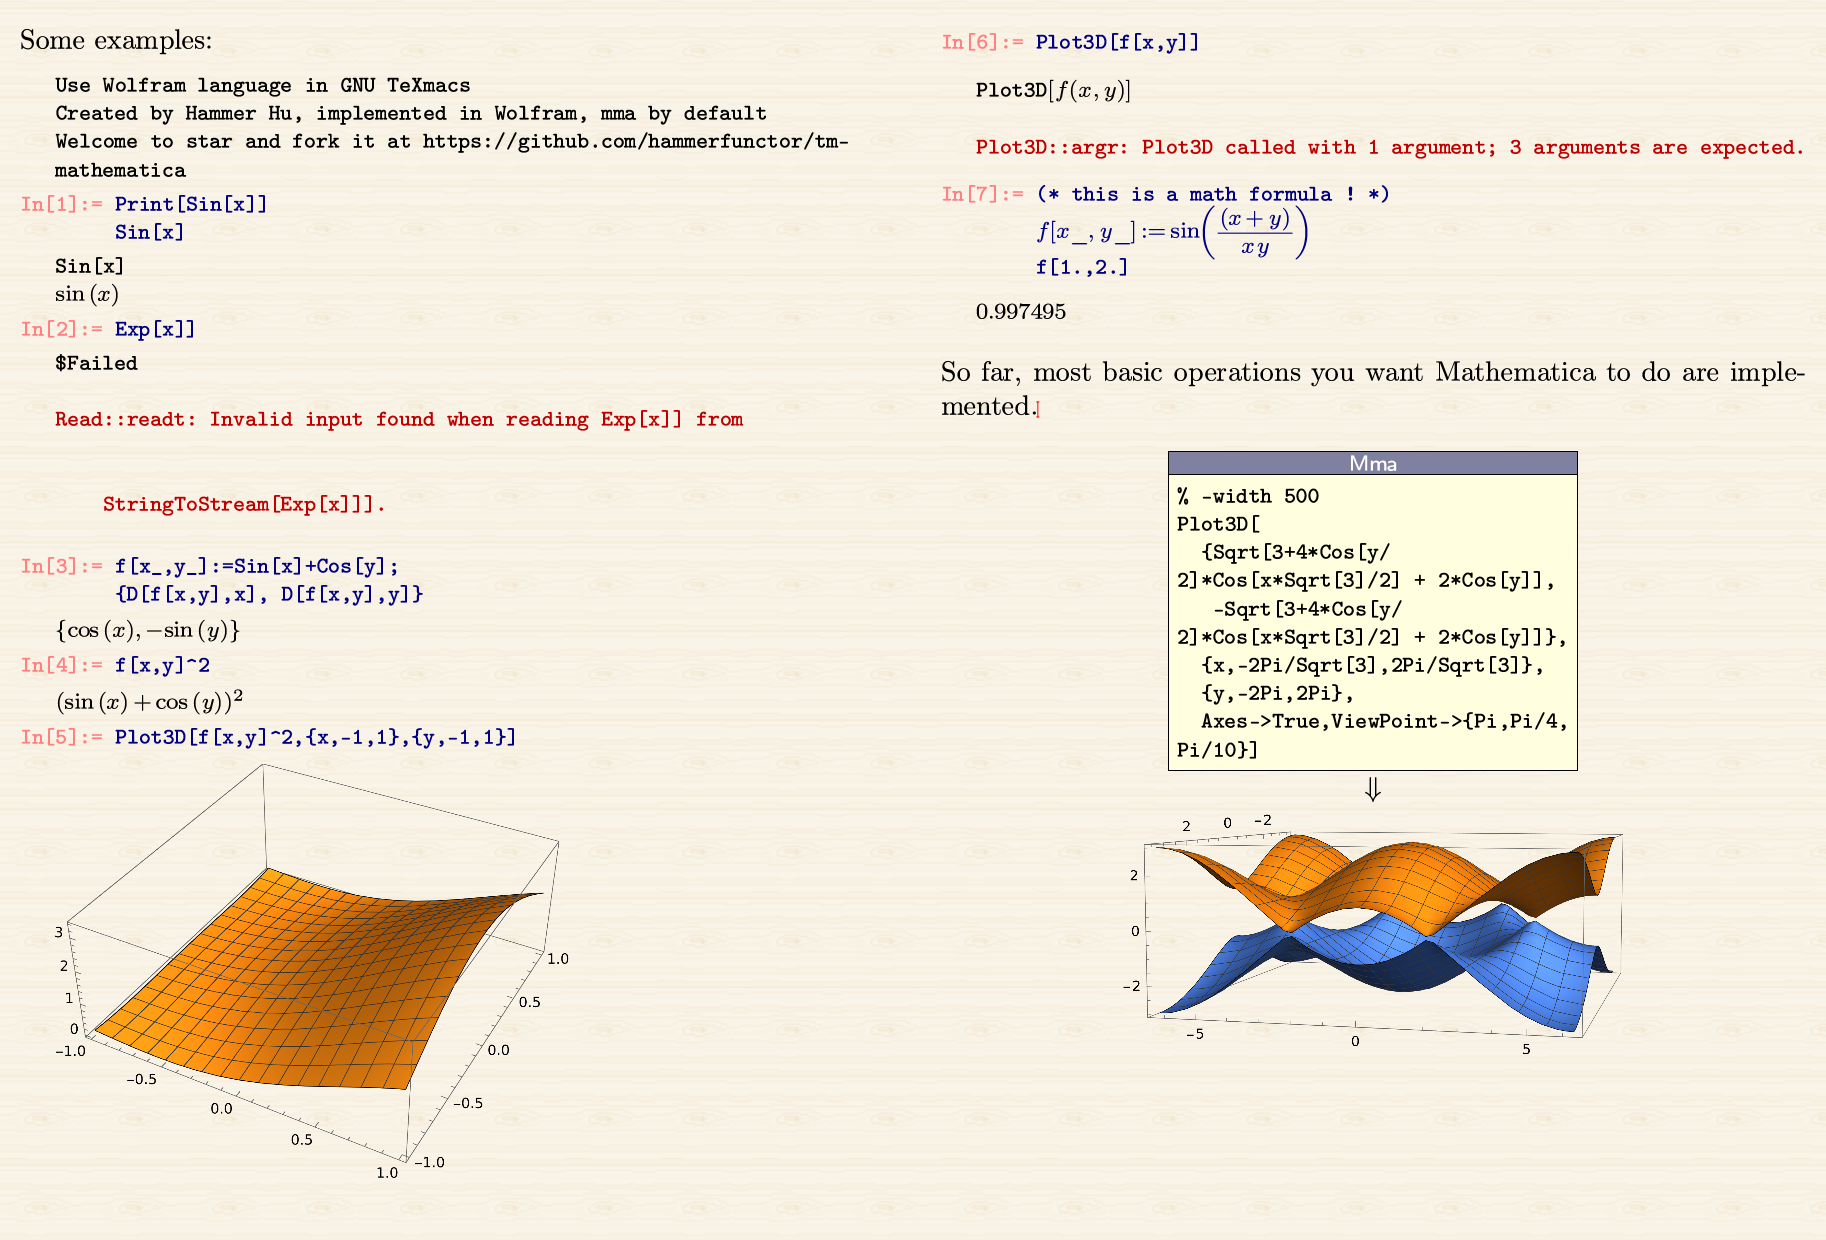 Some examples:
Use Wolfram language in GNU TeXmacs
Created by Hammer Hu, implemented in Wolfram, mma by default
Welcome to star and fork it at https://github.com/hammerfunctor/tm-
mathematica
In[1]:= Print[Sin[x]]
Sin[x]
Sin[x]
sin (x)
In[2]:= Exp[x]]
$Failed
Read::readt: Invalid input found when reading Exp[x]] from
StringToStream[Exp[x]]].
In[3]:= f[x_,y_]:=Sin[x]+Cos[y];
{D[f[x,y],x], D[f[x,y],y]}
{cos (x), −sin (y)}
In[4]:= f[x,y]^2
(sin (x) + cos (y))²
In[5]:= Plot3D[f[x,y]^2,{x,-1,1},{y,-1,1}]
3
2
1
0
-1.0
-0.5
0.0
0.5
1.0
-1.0
-0.5
0.0
0.5
1.0
In[6]:= Plot3D[f[x,y]]
Plot3D[f(x, y)]
Plot3D::argr: Plot3D called with 1 argument; 3 arguments are expected.
In[7]:= (* this is a math formula ! *)
f[x_, y_] := sin((x + y)/(x y))
f[1.,2.]
0.997495
So far, most basic operations you want Mathematica to do are imple-
mented.
Mma
% -width 500
Plot3D[
{Sqrt[3+4*Cos[y/
2]*Cos[x*Sqrt[3]/2] + 2*Cos[y]],
-Sqrt[3+4*Cos[y/
2]*Cos[x*Sqrt[3]/2] + 2*Cos[y]]},
{x,-2Pi/Sqrt[3],2Pi/Sqrt[3]},
{y,-2Pi,2Pi},
Axes->True,ViewPoint->{Pi,Pi/4,
Pi/10}]
⇓
2 0 -2
2
0
-2
-5 0 5